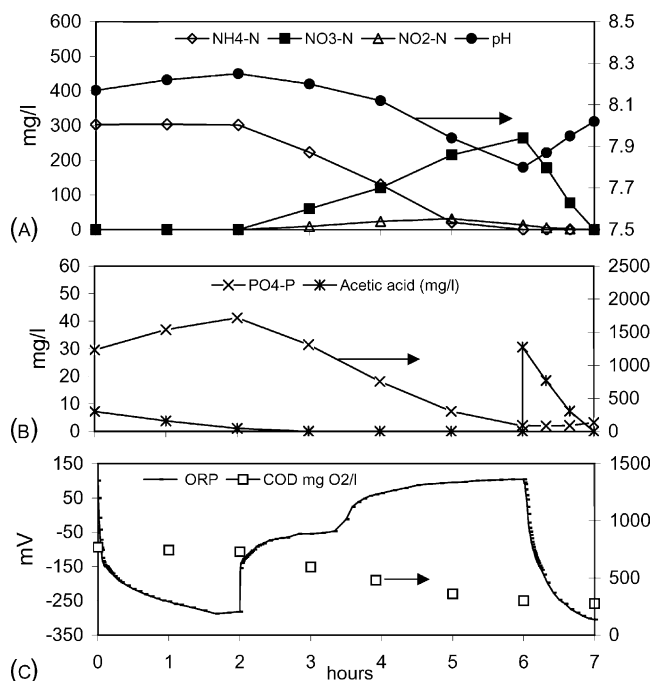 600 8.5
NH4-N NO3-N NO2-N pH
500
400 8.1
mg/l
300 7.9
200
7.7
100
(A) 0 7.5
60 2500
PO4-P Acetic acid (mg/l)
50 2000
40
1500
mg/l 30
1000
20
10 500
(B) 0 0
150 1500
ORP COD mg O2/l
50
1000
-50
mV
-150
500
-250
-350 0
0 1 2 3 4 5 6 7
(C) hours